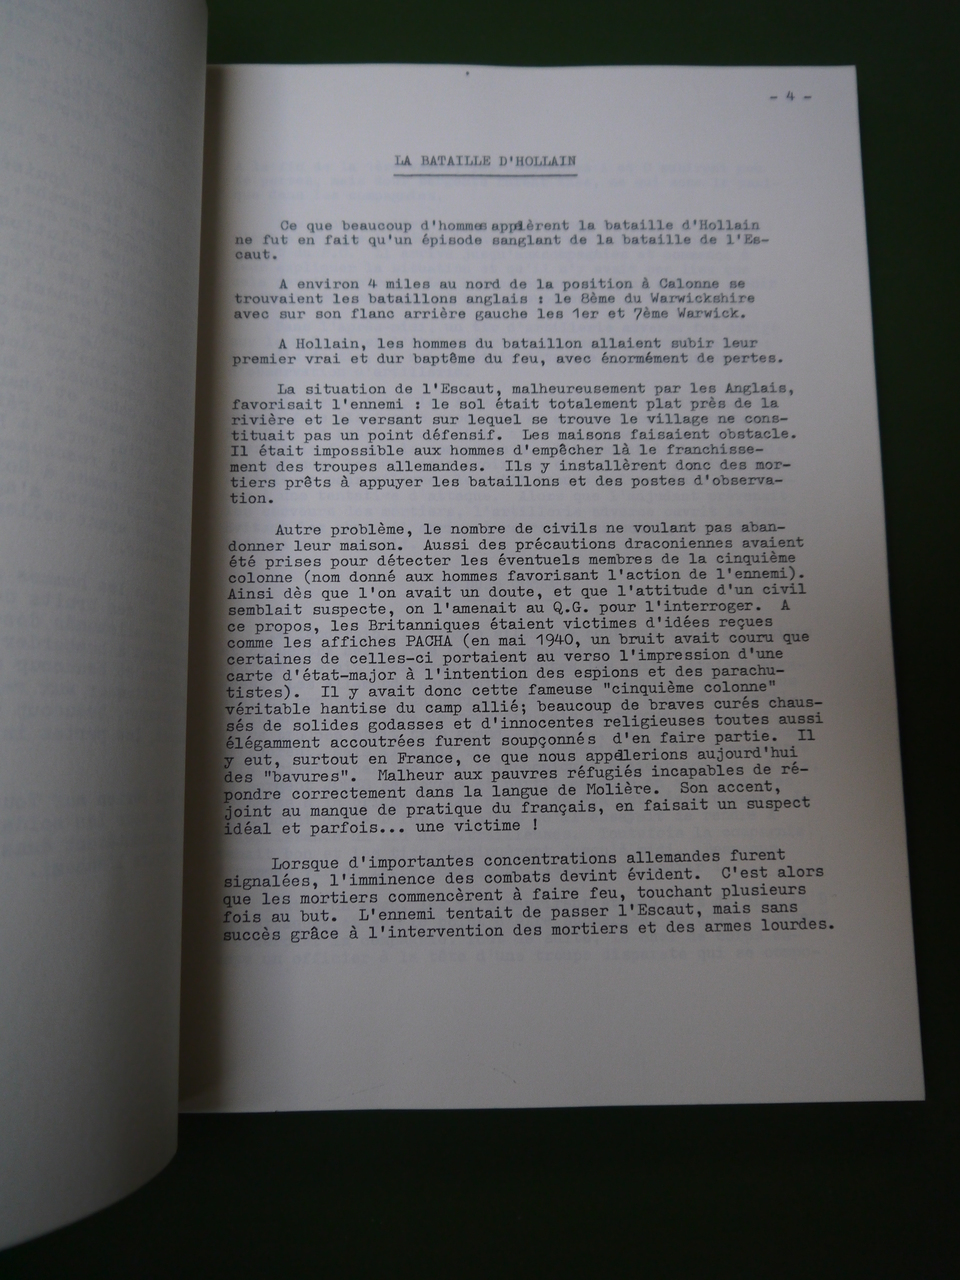 - 4 -
LA BATAILLE D'HOLLAIN
Ce que beaucoup d'hommes appelèrent la bataille d'Hollain
ne fut en fait qu'un épisode sanglant de la bataille de l'Es-
caut.
A environ 4 miles au nord de la position à Calonne se
trouvaient les bataillons anglais : le 8ème du Warwickshire
avec sur son flanc arrière gauche les 1er et 7ème Warwick.
A Hollain, les hommes du bataillon allaient subir leur
premier vrai et dur baptême du feu, avec énormément de pertes.
La situation de l'Escaut, malheureusement par les Anglais,
favorisait l'ennemi : le sol était totalement plat près de la
rivière et le versant sur lequel se trouve le village ne cons-
tituait pas un point défensif. Les maisons faisaient obstacle.
Il était impossible aux hommes d'empêcher là le franchisse-
ment des troupes allemandes. Ils y installèrent donc des mor-
tiers prêts à appuyer les bataillons et des postes d'observa-
tion.
Autre problème, le nombre de civils ne voulant pas aban-
donner leur maison. Aussi des précautions draconiennes avaient
été prises pour détecter les éventuels membres de la cinquième
colonne (nom donné aux hommes favorisant l'action de l'ennemi).
Ainsi dès que l'on avait un doute, et que l'attitude d'un civil
semblait suspecte, on l'amenait au Q.G. pour l'interroger. A
ce propos, les Britanniques étaient victimes d'idées reçues
comme les affiches PACHA (en mai 1940, un bruit avait couru que
certaines de celles-ci portaient au verso l'impression d'une
carte d'état-major à l'intention des espions et des parachu-
tistes). Il y avait donc cette fameuse "cinquième colonne"
véritable hantise du camp allié; beaucoup de braves curés chaus-
sés de solides godasses et d'innocentes religieuses toutes aussi
élégamment accoutrées furent soupçonnés d'en faire partie. Il
y eut, surtout en France, ce que nous appelerions aujourd'hui
des "bavures". Malheur aux pauvres réfugiés incapables de ré-
pondre correctement dans la langue de Molière. Son accent,
joint au manque de pratique du français, en faisait un suspect
idéal et parfois... une victime !
Lorsque d'importantes concentrations allemandes furent
signalées, l'imminence des combats devint évident. C'est alors
que les mortiers commencèrent à faire feu, touchant plusieurs
fois au but. L'ennemi tentait de passer l'Escaut, mais sans
succès grâce à l'intervention des mortiers et des armes lourdes.